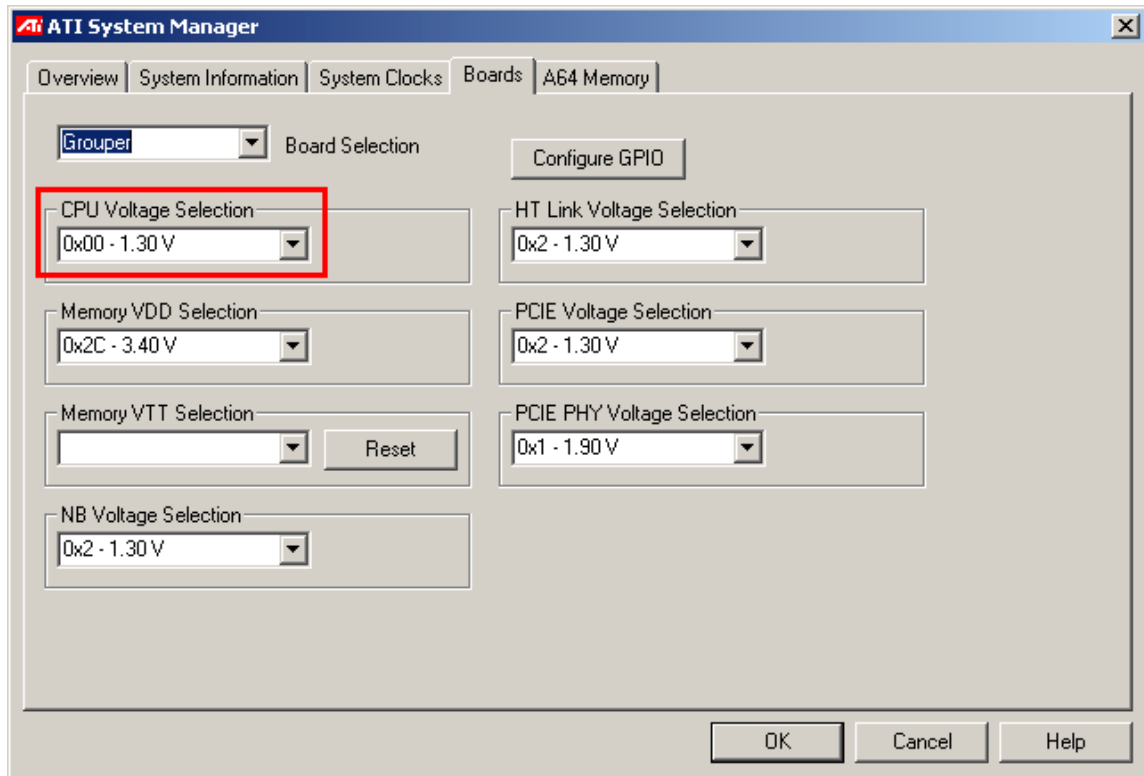 ATI ATI System Manager
Overview System Information System Clocks Boards A64 Memory
Grouper Board Selection
Configure GPIO
CPU Voltage Selection
0x00 - 1.30 V
HT Link Voltage Selection
0x2 - 1.30 V
Memory VDD Selection
0x2C - 3.40 V
PCIE Voltage Selection
0x2 - 1.30 V
Memory VTT Selection
Reset
PCIE PHY Voltage Selection
0x1 - 1.90 V
NB Voltage Selection
0x2 - 1.30 V
OK Cancel Help